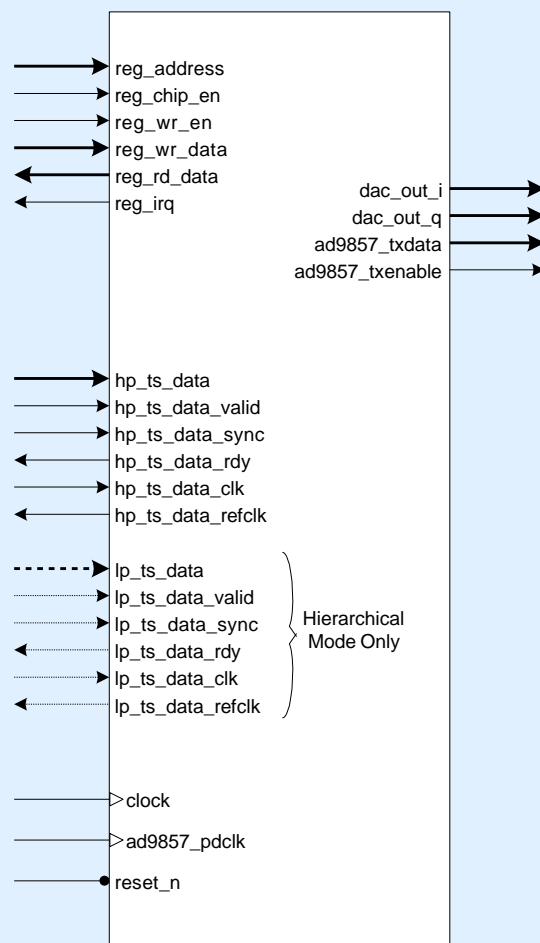 reg_address
reg_chip_en
reg_wr_en
reg_wr_data
reg_rd_data
reg_irq
dac_out_i
dac_out_q
ad9857_txdata
ad9857_txenable
hp_ts_data
hp_ts_data_valid
hp_ts_data_sync
hp_ts_data_rdy
hp_ts_data_clk
hp_ts_data_refclk
lp_ts_data
lp_ts_data_valid
lp_ts_data_sync
lp_ts_data_rdy
lp_ts_data_clk
lp_ts_data_refclk
Hierarchical
Mode Only
clock
ad9857_pdclk
reset_n